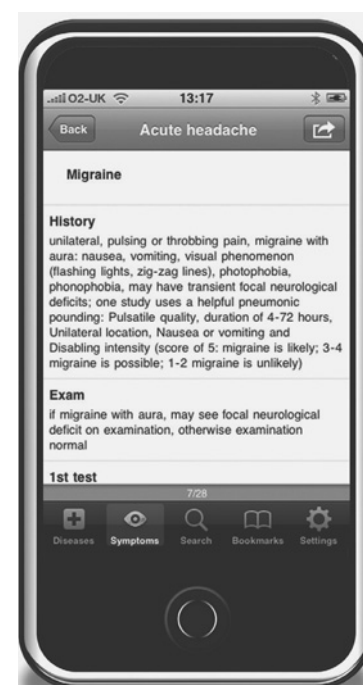 O2-UK 13:17
Back Acute headache
Migraine
History
unilateral, pulsing or throbbing pain, migraine with
aura: nausea, vomiting, visual phenomenon
(flashing lights, zig-zag lines), photophobia,
phonophobia, may have transient focal neurological
deficits; one study uses a helpful pneumonic
pounding: Pulsatile quality, duration of 4-72 hours,
Unilateral location, Nausea or vomiting and
Disabling intensity (score of 5: migraine is likely; 3-4
migraine is possible; 1-2 migraine is unlikely)
Exam
if migraine with aura, may see focal neurological
deficit on examination, otherwise examination
normal
1st test
7/28
Diseases Symptoms Search Bookmarks Settings